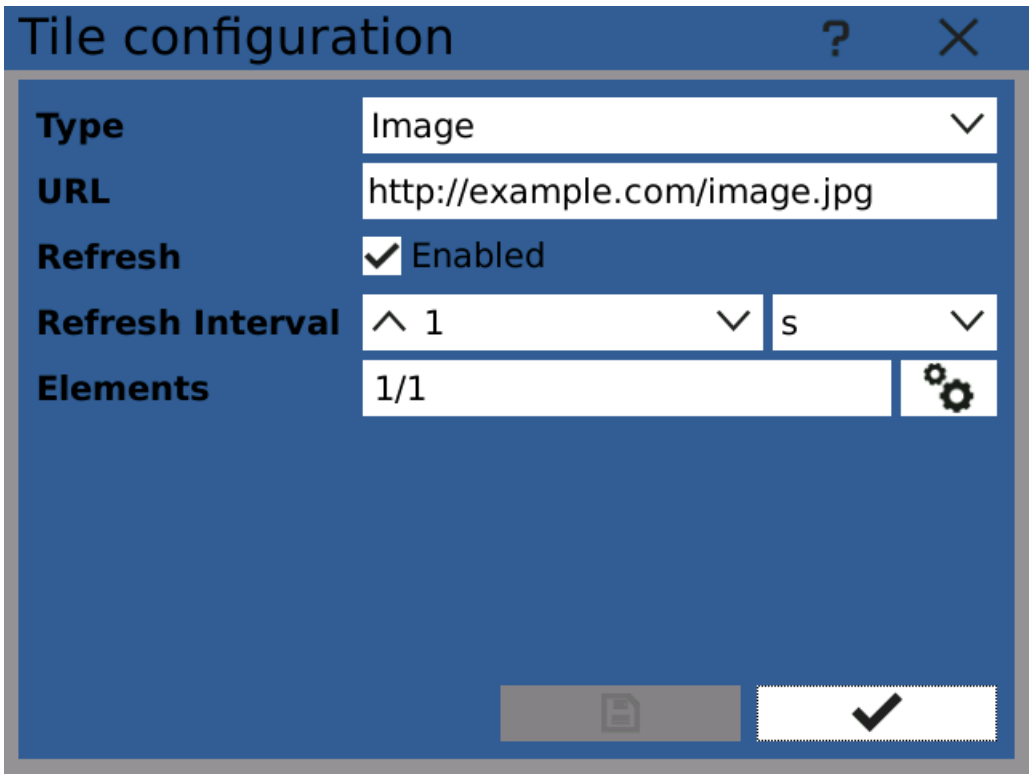 Tile configuration ?
Type Image
URL http://example.com/image.jpg
Refresh Enabled
Refresh Interval 1 s
Elements 1/1